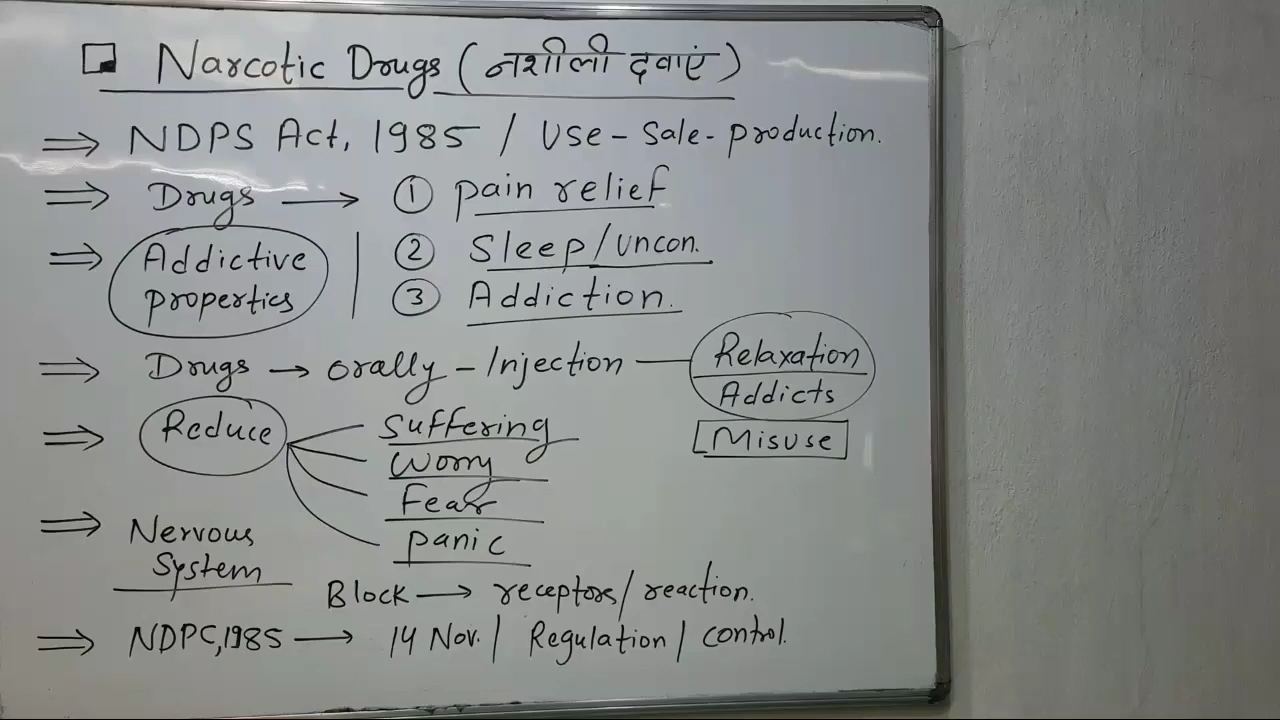 Narcotic Drugs (नशीली दवाएं)
⇒ NDPS Act, 1985 / Use - Sale - production.
⇒ Drugs → ① pain relief
⇒ Addictive properties | ② Sleep/uncon.
③ Addiction.
⇒ Drugs → orally - Injection — Relaxation
Addicts
Misuse
⇒ Reduce Suffering
Worry
Fear
panic
⇒ Nervous System
Block → receptors/ reaction.
⇒ NDPC, 1985 → 14 Nov. / Regulation / control.